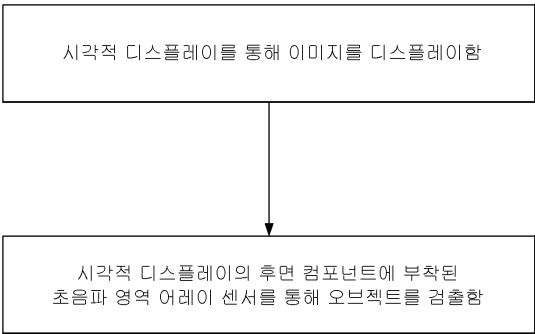 시각적 디스플레이를 통해 이미지를 디스플레이함
시각적 디스플레이의 후면 컴포넌트에 부착된
초음파 영역 어레이 센서를 통해 오브젝트를 검출함